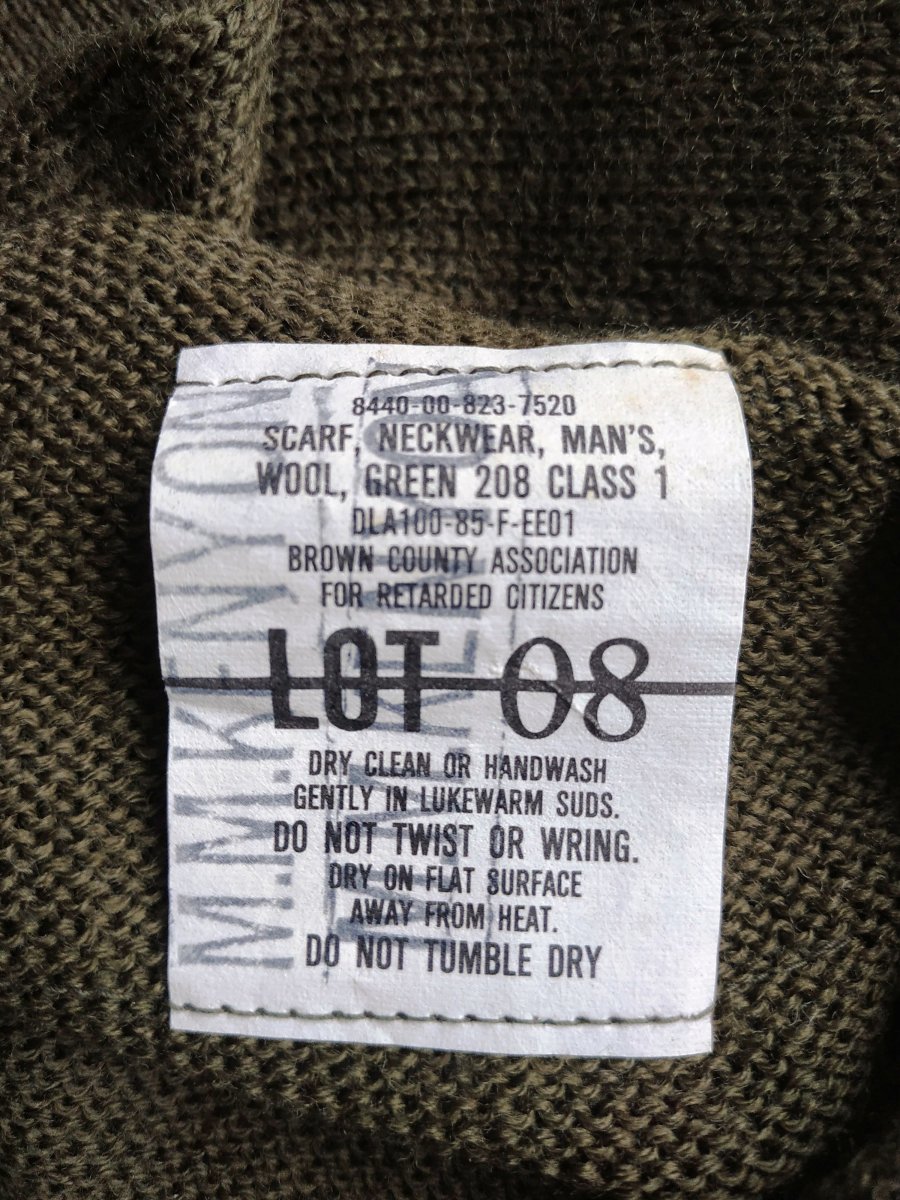 8440-00-823-7520
SCARF, NECKWEAR, MAN'S,
WOOL, GREEN 208 CLASS 1
DLA100-85-F-EE01
BROWN COUNTY ASSOCIATION
FOR RETARDED CITIZENS
LOT 08
DRY CLEAN OR HANDWASH
GENTLY IN LUKEWARM SUDS.
DO NOT TWIST OR WRING.
DRY ON FLAT SURFACE
AWAY FROM HEAT.
DO NOT TUMBLE DRY
M.M.KENYON
M.M.KENYON